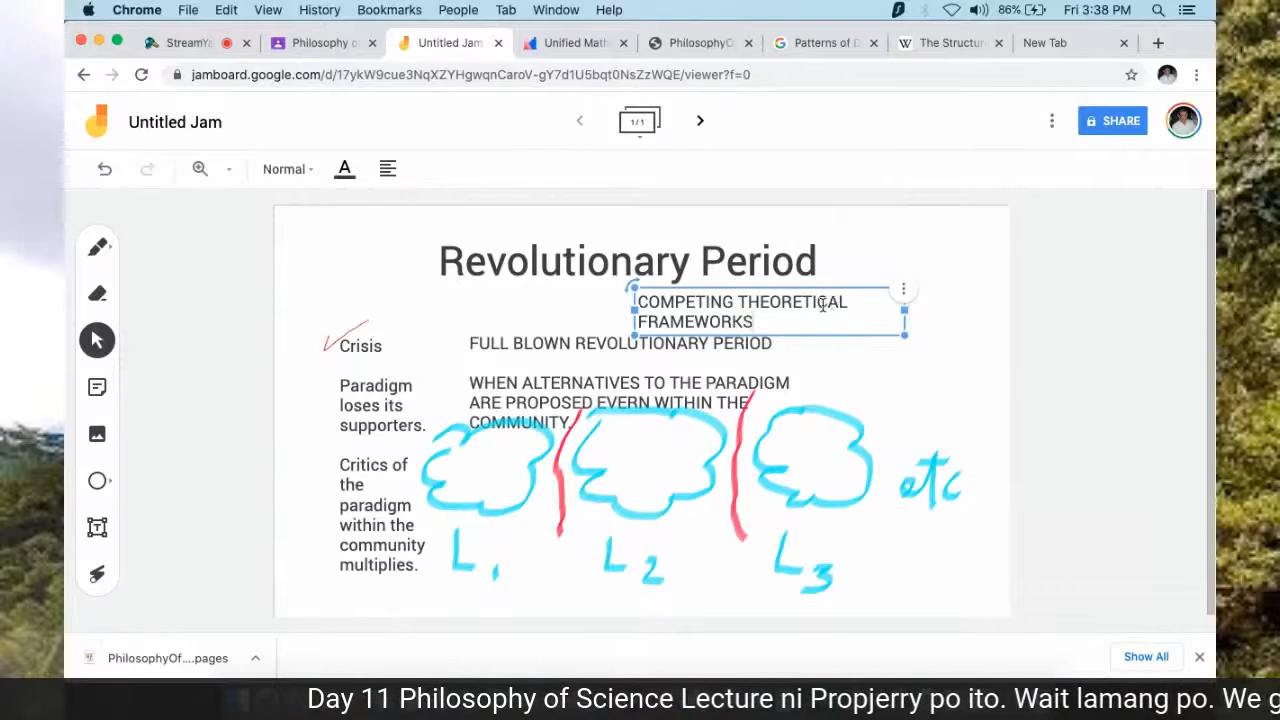 Chrome File Edit View History Bookmarks People Tab Window Help 86% Fri 3:38 PM
StreamYa Philosophy of Untitled Jam Unified Math PhilosophyO Patterns of D The Structure New Tab
jamboard.google.com/d/17ykW9cue3NqXZYHgwqnCaroV-gY7d1U5bqt0NsZzWQE/viewer?f=0
Untitled Jam
1/1
SHARE
Normal
A
Revolutionary Period
COMPETING THEORETICAL
FRAMEWORKS
Crisis
FULL BLOWN REVOLUTIONARY PERIOD
Paradigm
loses its
supporters.
WHEN ALTERNATIVES TO THE PARADIGM
ARE PROPOSED EVERN WITHIN THE
COMMUNITY.
Critics of
the
paradigm
within the
community
multiplies.
etc
L1 L2 L3
PhilosophyOf....pages
Show All
Day 11 Philosophy of Science Lecture ni Propjerry po ito. Wait lamang po. We g